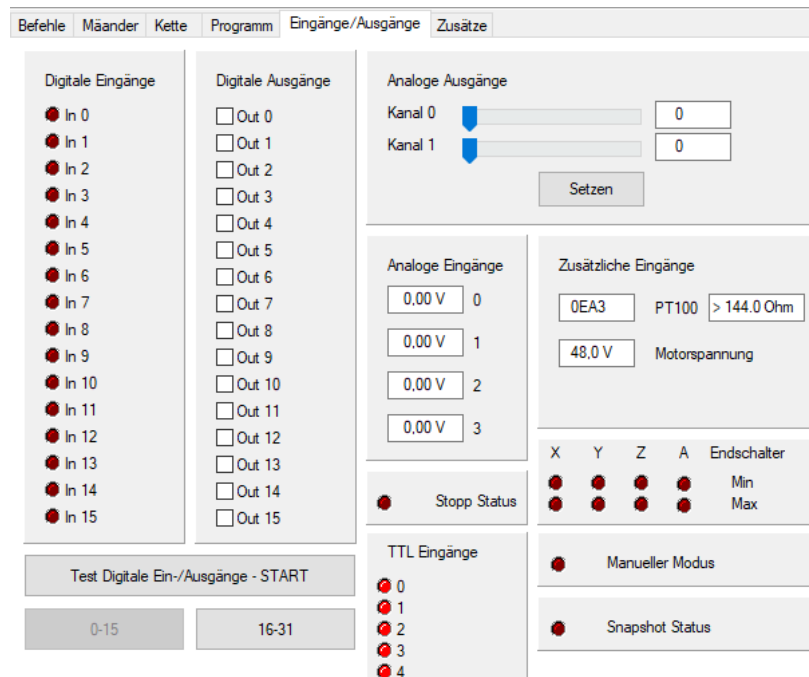 Befehle Mäander Kette Programm Eingänge/Ausgänge Zusätze
Digitale Eingänge
In 0
In 1
In 2
In 3
In 4
In 5
In 6
In 7
In 8
In 9
In 10
In 11
In 12
In 13
In 14
In 15
Digitale Ausgänge
Out 0
Out 1
Out 2
Out 3
Out 4
Out 5
Out 6
Out 7
Out 8
Out 9
Out 10
Out 11
Out 12
Out 13
Out 14
Out 15
Test Digitale Ein-/Ausgänge - START
0-15
16-31
Analoge Ausgänge
Kanal 0 0
Kanal 1 0
Setzen
Analoge Eingänge
0,00 V 0
0,00 V 1
0,00 V 2
0,00 V 3
Zusätzliche Eingänge
0EA3 PT100 > 144.0 Ohm
48,0 V Motorspannung
X Y Z A Endschalter
Min
Max
Stopp Status
TTL Eingänge
0
1
2
3
4
Manueller Modus
Snapshot Status